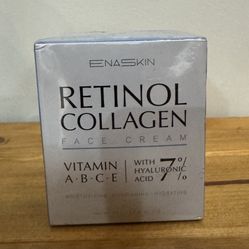 ENASKIN
RETINOL
COLLAGEN
FACE CREAM
VITAMIN
A·B·C·E
WITH 7%
HYALURONIC
ACID